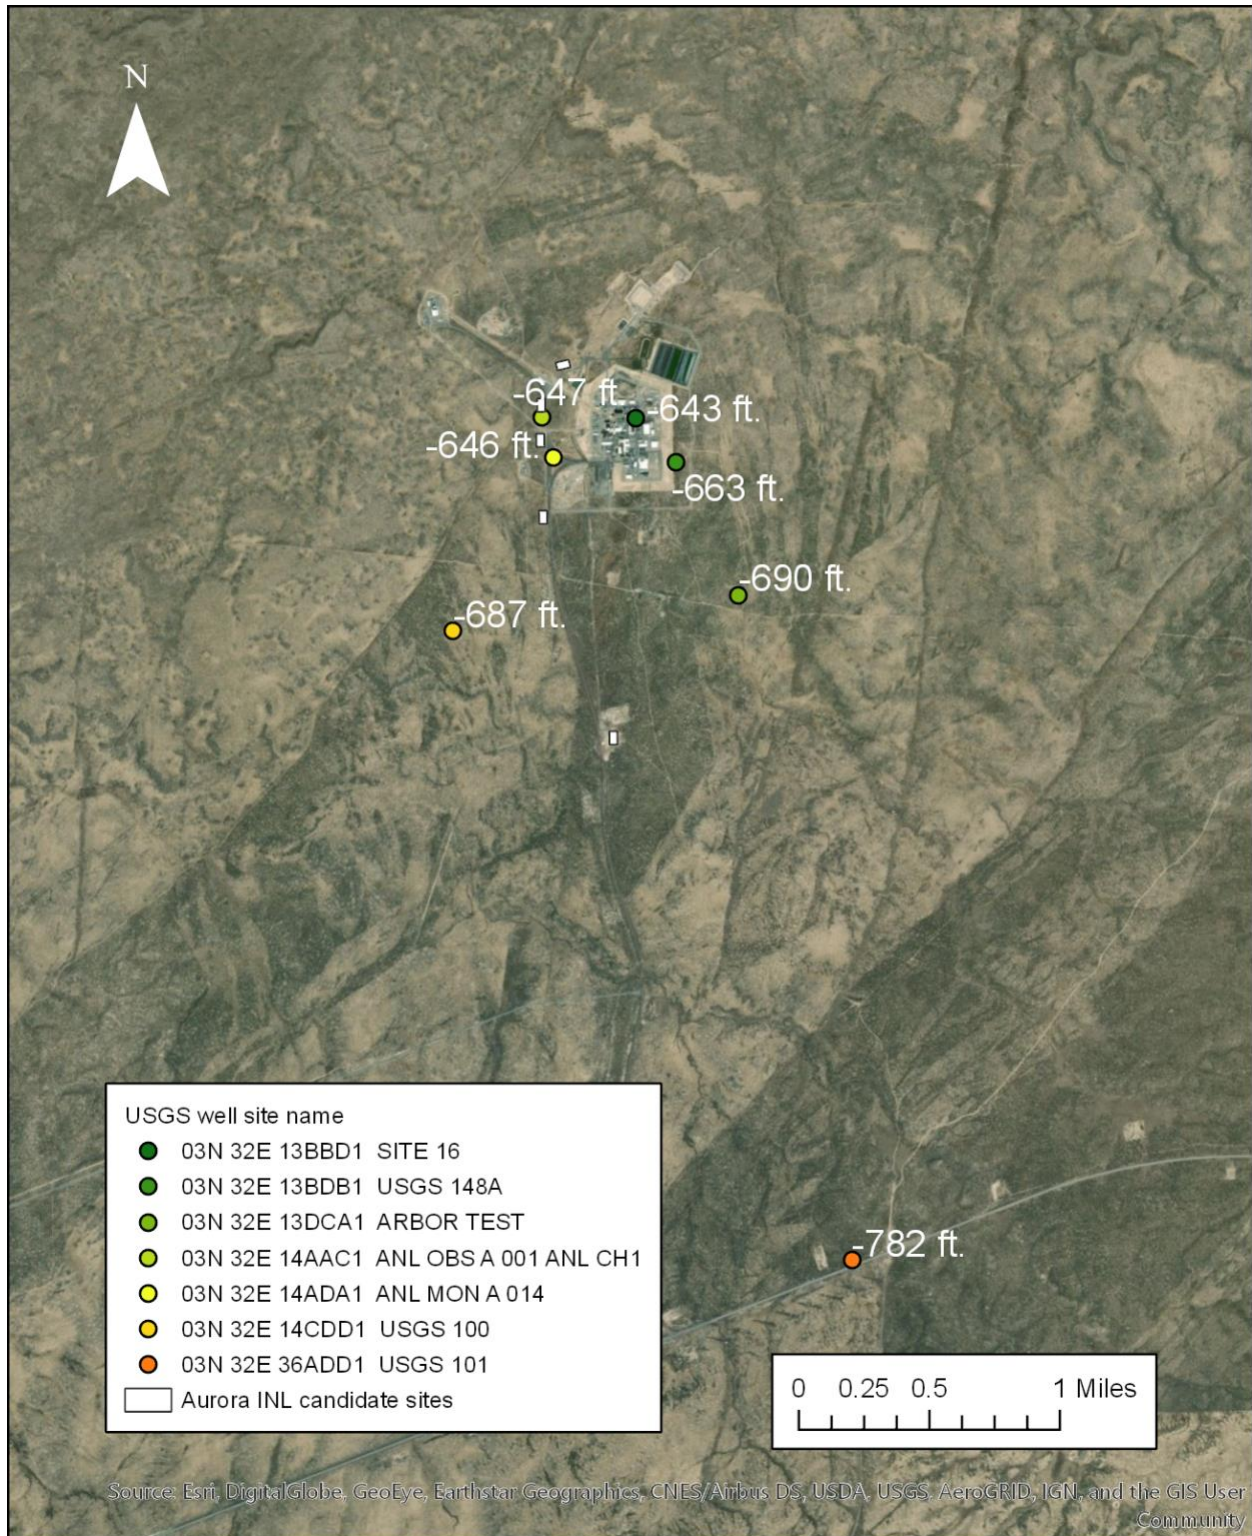 N
-647 ft.
-643 ft.
-646 ft.
-663 ft.
-690 ft.
-687 ft.
USGS well site name
03N 32E 13BBD1 SITE 16
03N 32E 13BDB1 USGS 148A
03N 32E 13DCA1 ARBOR TEST
03N 32E 14AAC1 ANL OBS A 001 ANL CH1
03N 32E 14ADA1 ANL MON A 014
03N 32E 14CDD1 USGS 100
03N 32E 36ADD1 USGS 101
Aurora INL candidate sites
-782 ft.
0 0.25 0.5 1 Miles
Source: Esri, DigitalGlobe, GeoEye, Earthstar Geographics, CNES/Airbus DS, USDA, USGS, AeroGRID, IGN, and the GIS User
Community